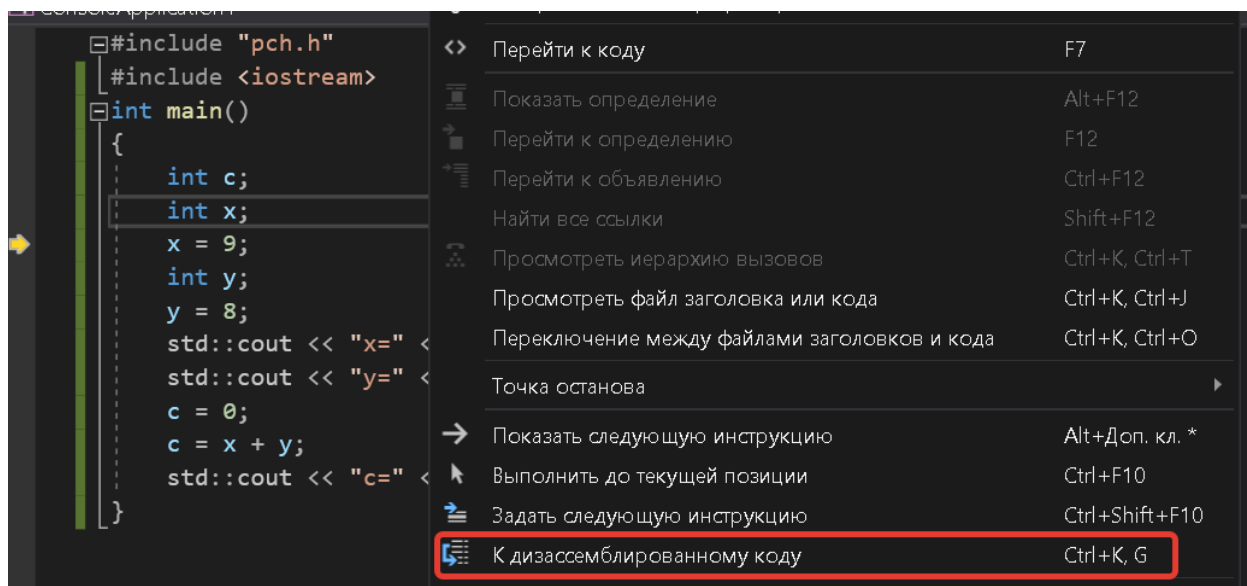 ConsoleApplication1
#include "pch.h"
#include <iostream>
int main()
{
int c;
int x;
x = 9;
int y;
y = 8;
std::cout << "x=" <
std::cout << "y=" <
c = 0;
c = x + y;
std::cout << "c=" <
}
Перейти к коду F7
Показать определение Alt+F12
Перейти к определению F12
Перейти к объявлению Ctrl+F12
Найти все ссылки Shift+F12
Просмотреть иерархию вызовов Ctrl+K, Ctrl+T
Просмотреть файл заголовка или кода Ctrl+K, Ctrl+J
Переключение между файлами заголовков и кода Ctrl+K, Ctrl+O
Точка останова
Показать следующую инструкцию Alt+Доп. кл. *
Выполнить до текущей позиции Ctrl+F10
Задать следующую инструкцию Ctrl+Shift+F10
К дизассемблированному коду Ctrl+K, G